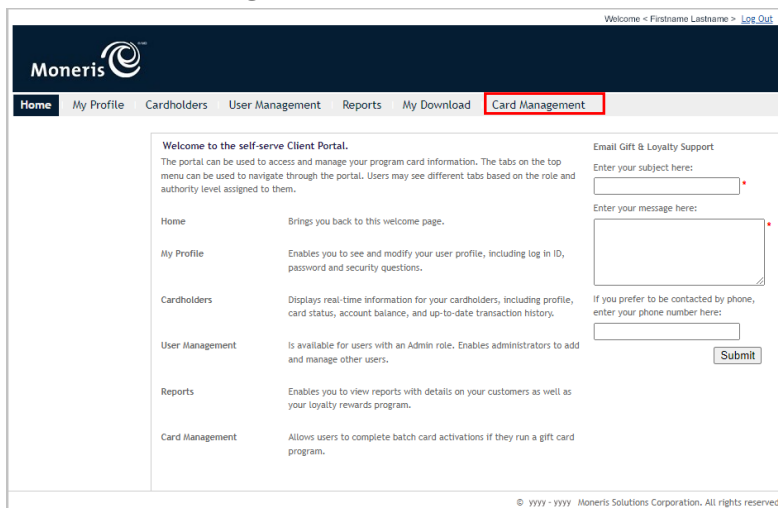 Welcome < Firstname Lastname > Log Out
Moneris
Home My Profile Cardholders User Management Reports My Download Card Management
Welcome to the self-serve Client Portal.
The portal can be used to access and manage your program card information. The tabs on the top
menu can be used to navigate through the portal. Users may see different tabs based on the role and
authority level assigned to them.
Home Brings you back to this welcome page.
My Profile Enables you to see and modify your user profile, including log in ID,
password and security questions.
Cardholders Displays real-time information for your cardholders, including profile,
card status, account balance, and up-to-date transaction history.
User Management Is available for users with an Admin role. Enables administrators to add
and manage other users.
Reports Enables you to view reports with details on your customers as well as
your loyalty rewards program.
Card Management Allows users to complete batch card activations if they run a gift card
program.
Email Gift & Loyalty Support
Enter your subject here:
*
Enter your message here:
*
If you prefer to be contacted by phone,
enter your phone number here:
Submit
© yyyy - yyyy Moneris Solutions Corporation. All rights reserved